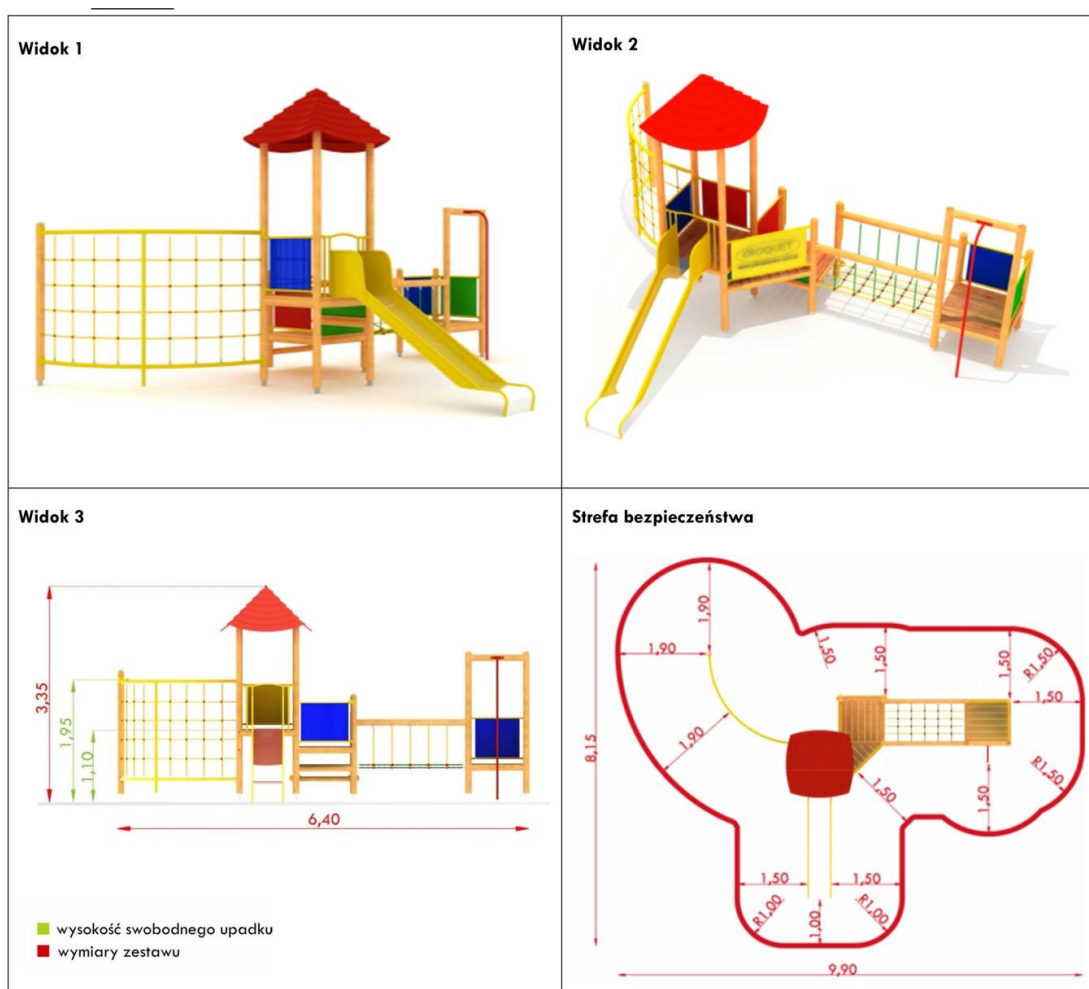 Widok 1
Widok 2
CROQUET
Widok 3
3,35
1,95
1,10
6,40
wysokość swobodnego upadku
wymiary zestawu
Strefa bezpieczeństwa
1,90
1,90
1,90
1,50
1,50
1,50
R1,50
1,50
8,15
R1,50
1,50
1,50
1,50
1,50
R1,00
1,00
R1,00
9,90